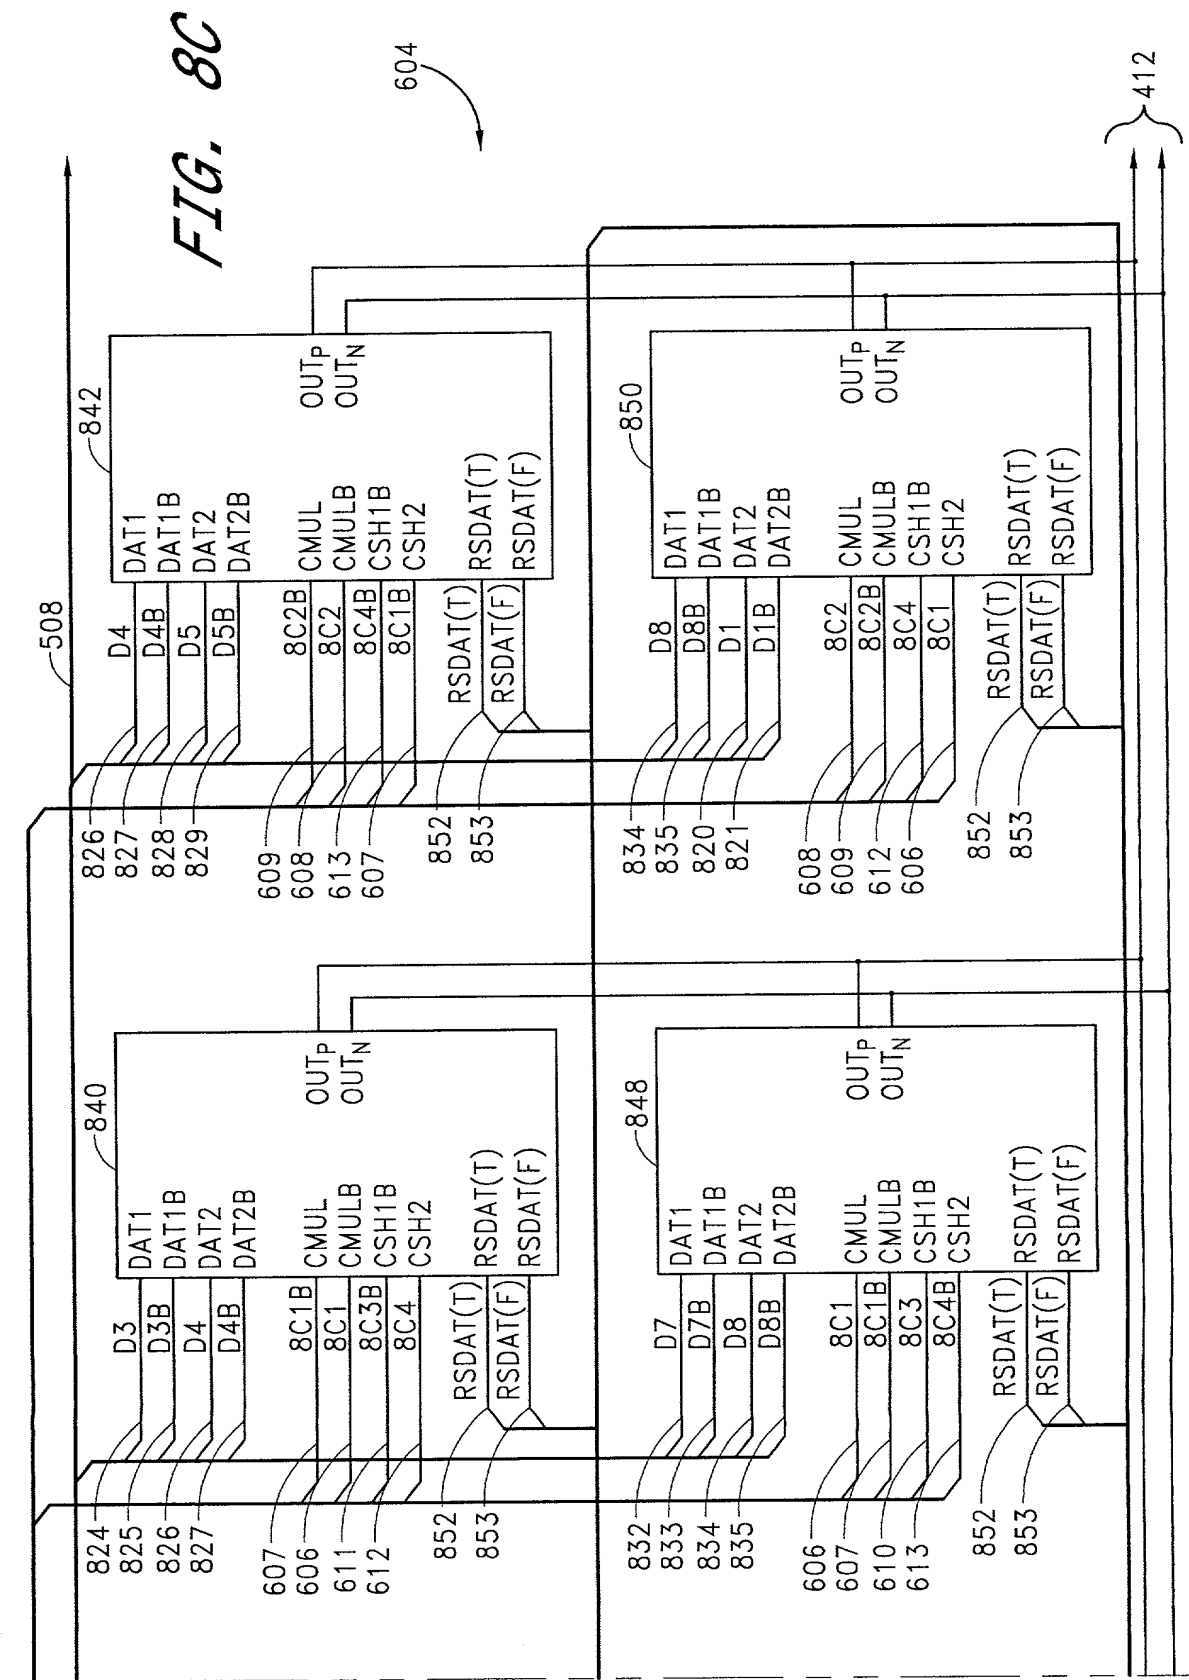 FIG. 8C
604
508
412
840
DAT1
DAT1B
DAT2
DAT2B
CMUL
CMULB
CSH1B
CSH2
RSDAT(T)
RSDAT(F)
OUTP
OUTN
D3
D3B
D4
D4B
8C1B
8C1
8C3B
8C4
RSDAT(T)
RSDAT(F)
824
825
826
827
607
606
611
612
852
853
842
DAT1
DAT1B
DAT2
DAT2B
CMUL
CMULB
CSH1B
CSH2
RSDAT(T)
RSDAT(F)
OUTP
OUTN
D4
D4B
D5
D5B
8C2B
8C2
8C4B
8C1B
RSDAT(T)
RSDAT(F)
826
827
828
829
609
608
613
607
852
853
848
DAT1
DAT1B
DAT2
DAT2B
CMUL
CMULB
CSH1B
CSH2
RSDAT(T)
RSDAT(F)
OUTP
OUTN
D7
D7B
D8
D8B
8C1
8C1B
8C3
8C4B
RSDAT(T)
RSDAT(F)
832
833
834
835
606
607
610
613
852
853
850
DAT1
DAT1B
DAT2
DAT2B
CMUL
CMULB
CSH1B
CSH2
RSDAT(T)
RSDAT(F)
OUTP
OUTN
D8
D8B
D1
D1B
8C2
8C2B
8C4
8C1
RSDAT(T)
RSDAT(F)
834
835
820
821
608
609
612
606
852
853